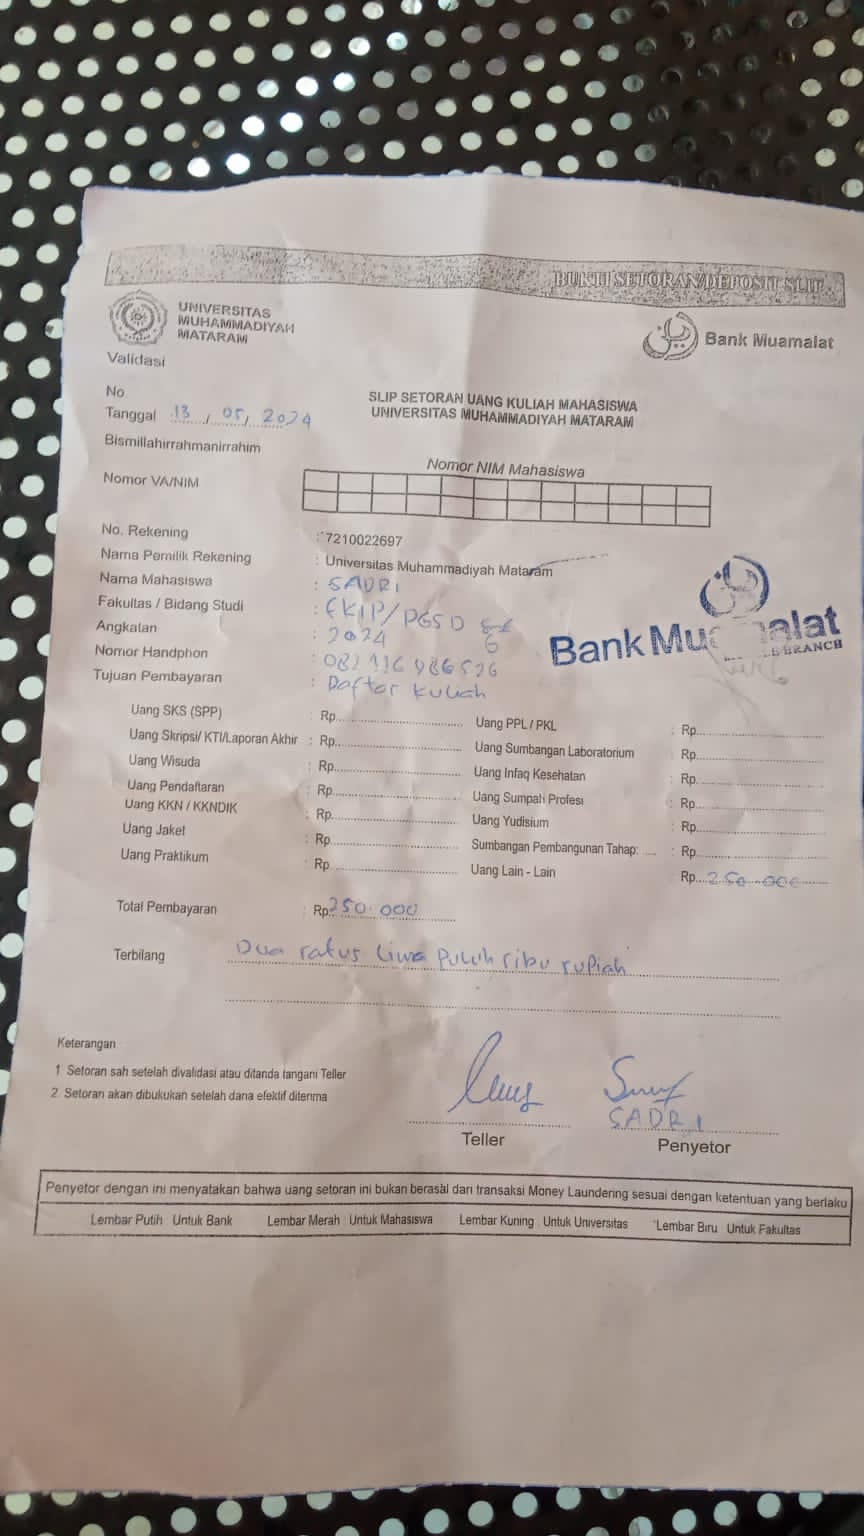 BUKTI SETORAN/DEPOSIT SLIP
UNIVERSITAS
MUHAMMADIYAH
MATARAM
Bank Muamalat
Validasi
No.
SLIP SETORAN UANG KULIAH MAHASISWA
UNIVERSITAS MUHAMMADIYAH MATARAM
Tanggal 13 / 05 / 2024
Bismillahirrahmanirrahim
Nomor NIM Mahasiswa
Nomor VA/NIM
No. Rekening : 7210022697
Nama Pemilik Rekening : Universitas Muhammadiyah Mataram
Nama Mahasiswa : SADRI
Fakultas / Bidang Studi : FKIP/PGSD
Angkatan : 2024
Bank Muamalat
BRANCH
Nomor Handphon :
Tujuan Pembayaran : Daftar Kuliah
Uang SKS (SPP) : Rp. Uang PPL / PKL : Rp.
Uang Skripsi/ KTI/Laporan Akhir : Rp. Uang Sumbangan Laboratorium : Rp.
Uang Wisuda : Rp. Uang Infaq Kesehatan : Rp.
Uang Pendaftaran : Rp. Uang Sumpah Profesi : Rp.
Uang KKN / KKNDIK : Rp. Uang Yudisium : Rp.
Uang Jaket : Rp. Sumbangan Pembangunan Tahap: .... : Rp.
Uang Praktikum : Rp. Uang Lain - Lain Rp. 250.000
Total Pembayaran : Rp. 250.000
Terbilang Dua ratus lima puluh ribu rupiah
Keterangan
1. Setoran sah setelah divalidasi atau ditanda tangani Teller
2. Setoran akan dibukukan setelah dana efektif diterima
SADRI
Teller Penyetor
Penyetor dengan ini menyatakan bahwa uang setoran ini bukan berasal dari transaksi Money Laundering sesuai dengan ketentuan yang berlaku
Lembar Putih : Untuk Bank Lembar Merah : Untuk Mahasiswa Lembar Kuning : Untuk Universitas Lembar Biru : Untuk Fakultas